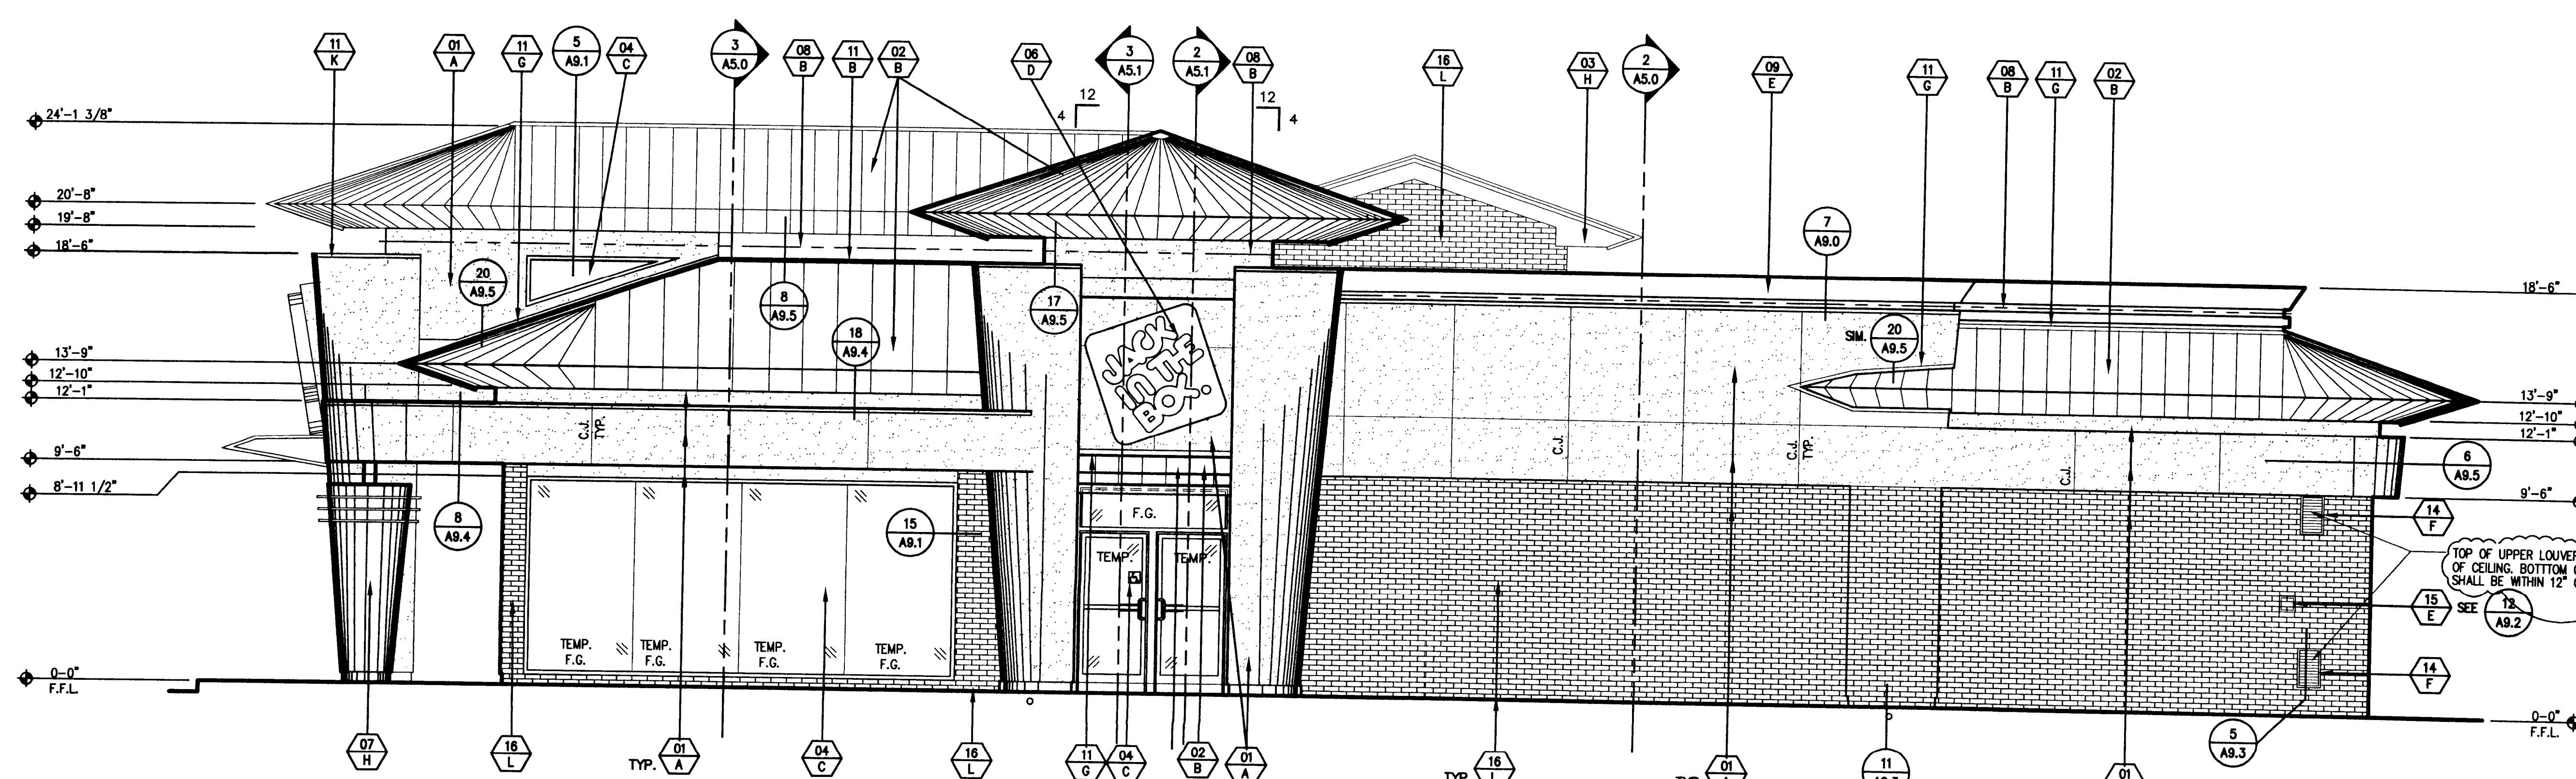 11
K
01
A
11
G
5
A9.1
04
C
3
A5.0
08
B
11
B
02
B
06
D
3
A5.1
2
A5.1
08
B
16
L
03
H
2
A5.0
09
E
11
G
08
B
11
G
02
B
24'-1 3/8"
12
4
12
4
20'-8"
19'-8"
18'-6"
7
A9.0
20
A9.5
8
A9.5
17
A9.5
18'-6"
18
A9.4
SIM.
20
A9.5
JACK
IN THE
BOX
13'-9"
12'-10"
12'-1"
13'-9"
12'-10"
12'-1"
C.J.
TYP.
C.J.
C.J.
TYP.
C.J.
9'-6"
6
A9.5
8'-11 1/2"
9'-6"
8
A9.4
15
A9.1
F.G.
14
F
TEMP.
TEMP.
TOP OF UPPER LOUVER
OF CEILING. BOTTTOM
SHALL BE WITHIN 12"
15
E
SEE
12
A9.2
TEMP.
F.G.
TEMP.
F.G.
TEMP.
F.G.
TEMP.
F.G.
14
F
0-0"
F.F.L.
0-0"
F.F.L.
07
H
16
L
TYP.
01
A
04
C
16
L
11
G
04
C
02
B
01
A
TYP.
16
01
11
5
A9.3
01